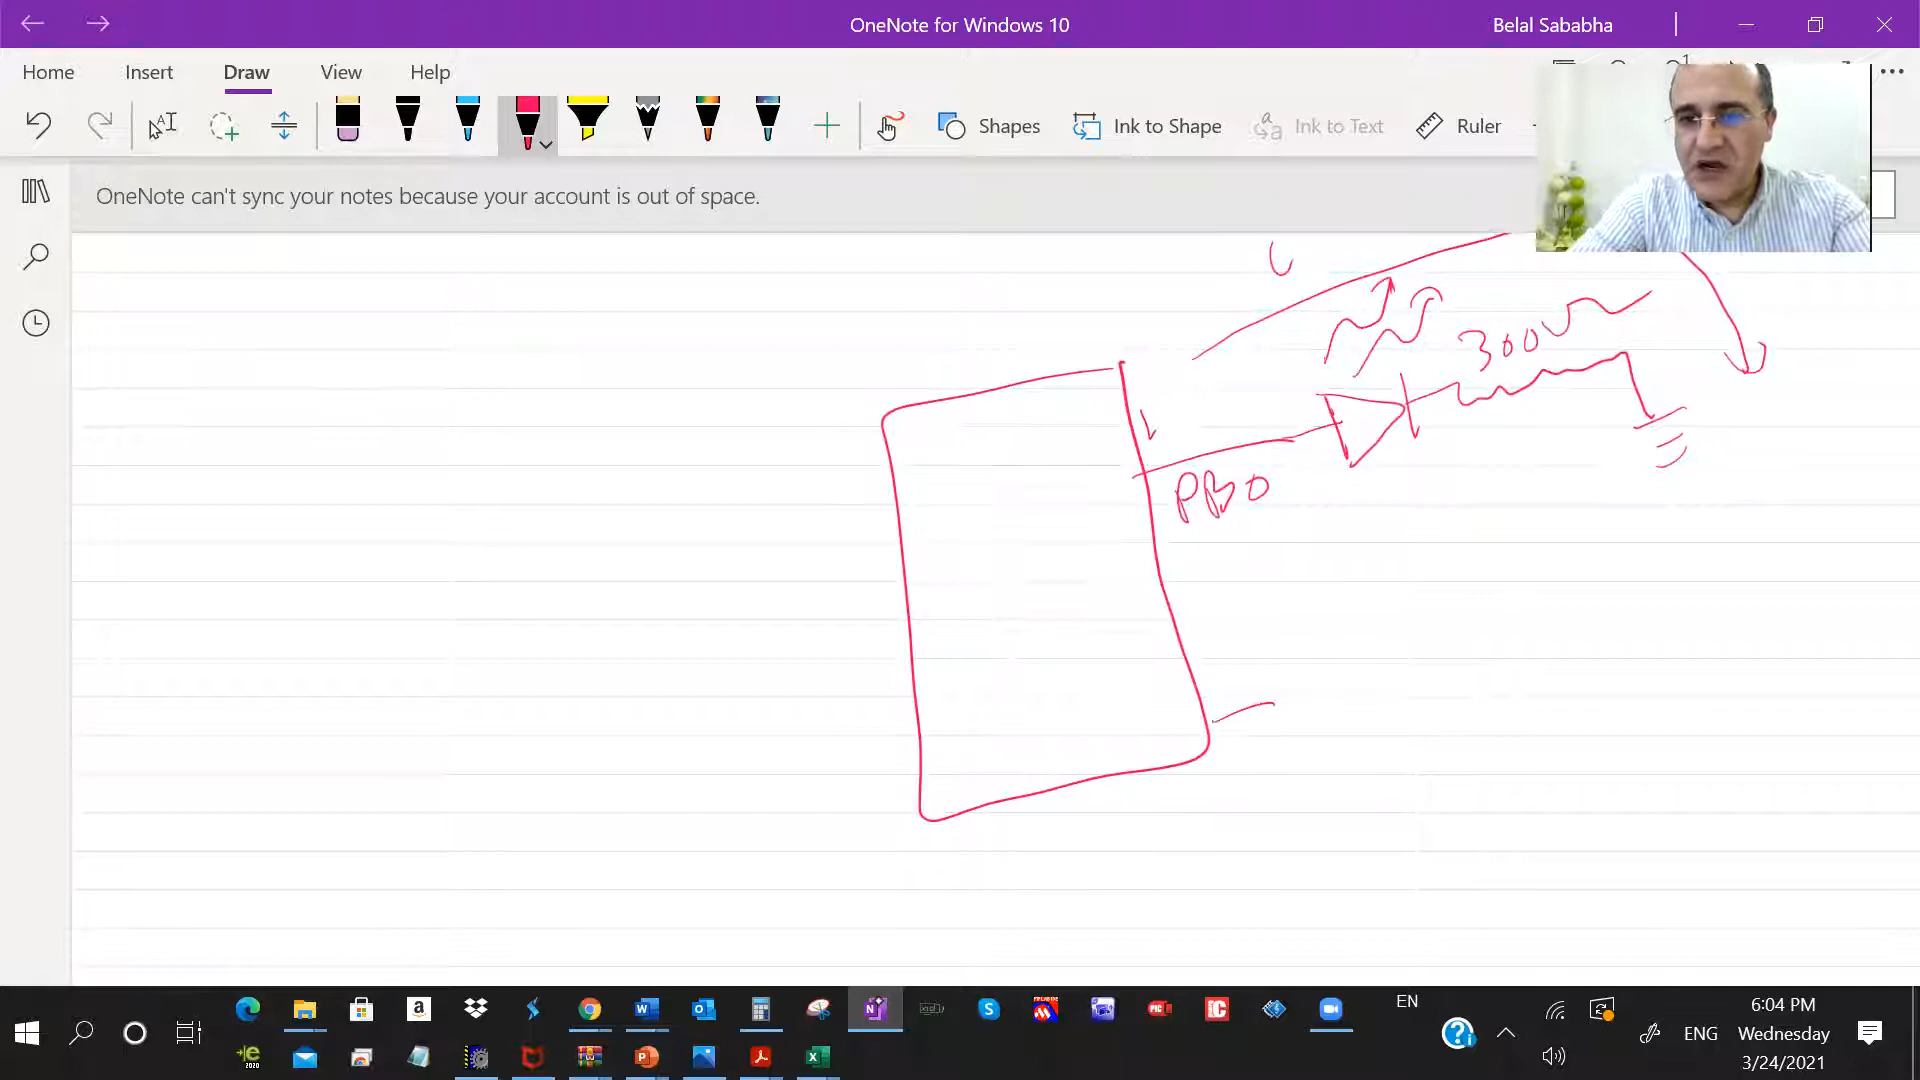 OneNote for Windows 10
Belal Sababha
Home Insert Draw View Help
Shapes Ink to Shape Ink to Text Ruler
OneNote can't sync your notes because your account is out of space.
300
PB0
EN
6:04 PM
ENG Wednesday
3/24/2021